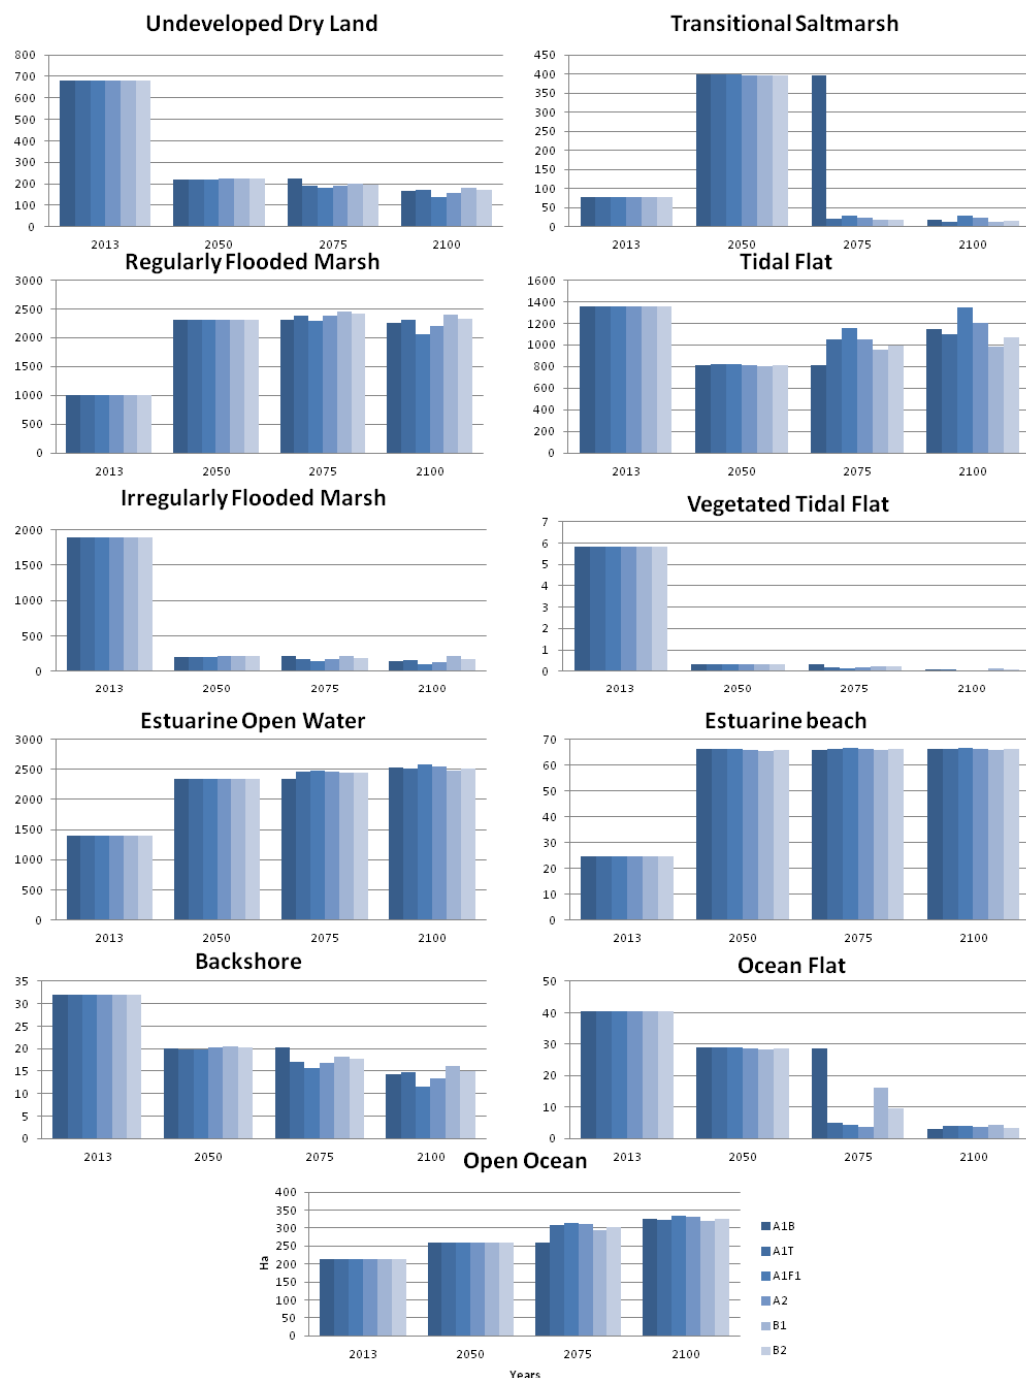 Undeveloped Dry Land
800
700
600
500
400
300
200
100
0
2013 2050 2075 2100
Transitional Saltmarsh
450
400
350
300
250
200
150
100
50
0
2013 2050 2075 2100
Regularly Flooded Marsh
3000
2500
2000
1500
1000
500
0
2013 2050 2075 2100
Tidal Flat
1600
1400
1200
1000
800
600
400
200
0
2013 2050 2075 2100
Irregularly Flooded Marsh
2000
1500
1000
500
0
2013 2050 2075 2100
Vegetated Tidal Flat
7
6
5
4
3
2
1
0
2013 2050 2075 2100
Estuarine Open Water
3000
2500
2000
1500
1000
500
0
2013 2050 2075 2100
Estuarine beach
70
60
50
40
30
20
10
0
2013 2050 2075 2100
Backshore
35
30
25
20
15
10
5
0
2013 2050 2075 2100
Ocean Flat
50
40
30
20
10
0
2013 2050 2075 2100
Open Ocean
400
350
300
250
200
150
100
50
0
Ha
2013 2050 2075 2100
Years
A1B
A1T
A1F1
A2
B1
B2